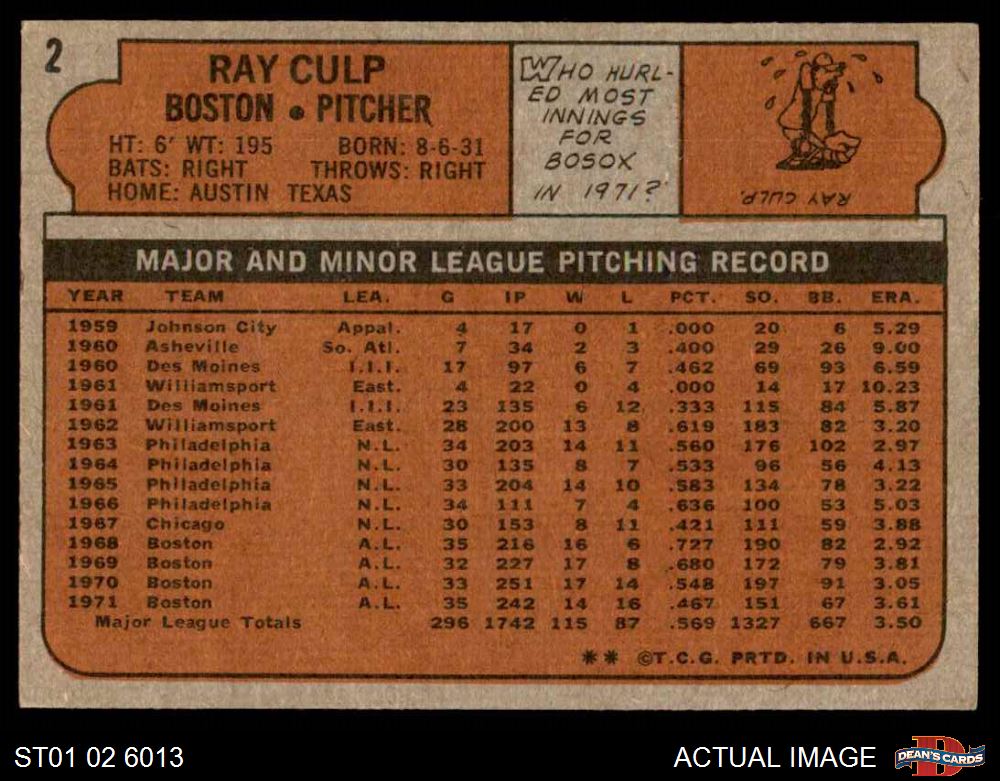 2
RAY CULP
BOSTON • PITCHER
HT: 6' WT: 195 BORN: 8-6-31
BATS: RIGHT THROWS: RIGHT
HOME: AUSTIN TEXAS
WHO HURL-
ED MOST
INNINGS
FOR
BOSOX
IN 1971?
RAY CULP.
MAJOR AND MINOR LEAGUE PITCHING RECORD
YEAR TEAM LEA. G IP W L PCT. SO. BB. ERA.
1959 Johnson City Appal. 4 17 0 1 .000 20 6 5.29
1960 Asheville So. Atl. 7 34 2 3 .400 29 26 9.00
1960 Des Moines I.I.I. 17 97 6 7 .462 69 93 6.59
1961 Williamsport East. 4 22 0 4 .000 14 17 10.23
1961 Des Moines I.I.I. 23 135 6 12 .333 115 84 5.87
1962 Williamsport East. 28 200 13 8 .619 183 82 3.20
1963 Philadelphia N.L. 34 203 14 11 .560 176 102 2.97
1964 Philadelphia N.L. 30 135 8 7 .533 96 56 4.13
1965 Philadelphia N.L. 33 204 14 10 .583 134 78 3.22
1966 Philadelphia N.L. 34 111 7 4 .636 100 53 5.03
1967 Chicago N.L. 30 153 8 11 .421 111 59 3.88
1968 Boston A.L. 35 216 16 6 .727 190 82 2.92
1969 Boston A.L. 32 227 17 8 .680 172 79 3.81
1970 Boston A.L. 33 251 17 14 .548 197 91 3.05
1971 Boston A.L. 35 242 14 16 .467 151 67 3.61
Major League Totals 296 1742 115 87 .569 1327 667 3.50
** ©T.C.G. PRTD. IN U.S.A.
ST01 02 6013
ACTUAL IMAGE
D
DEAN'S CARDS